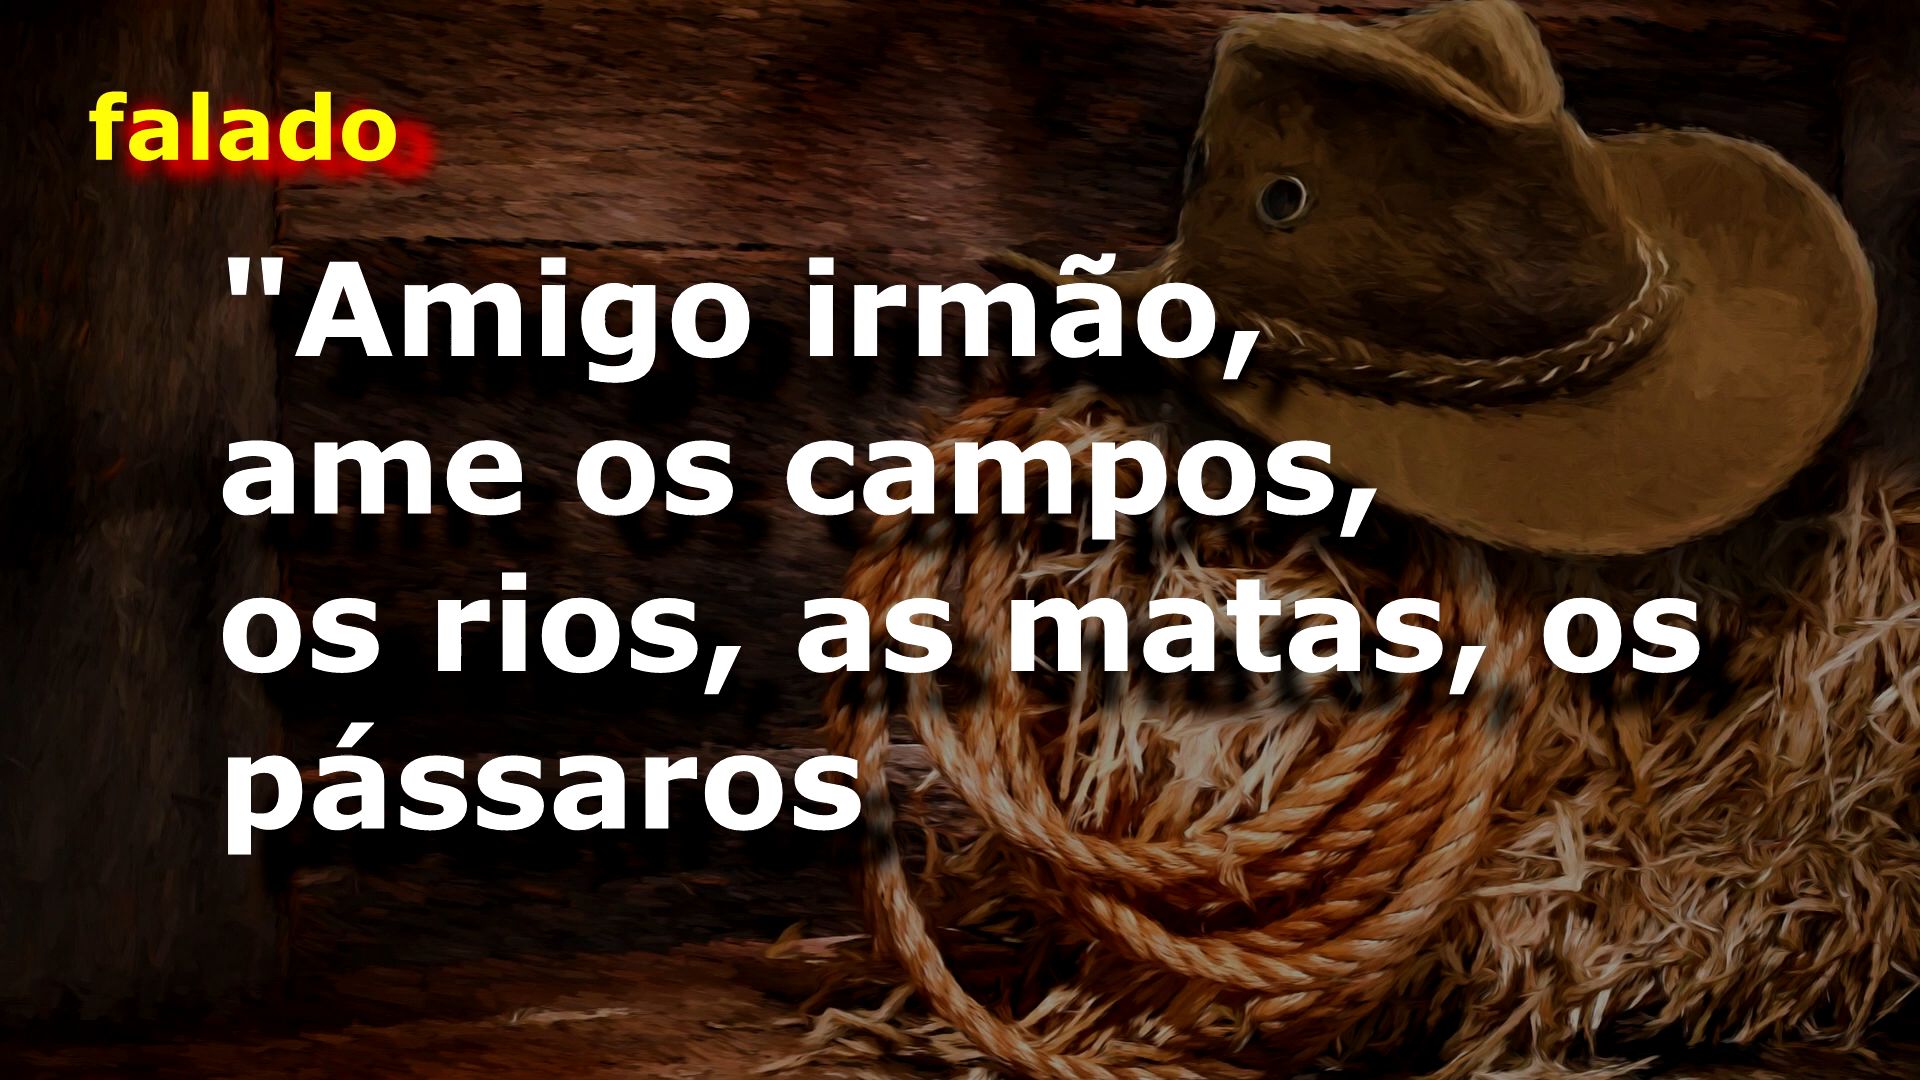 falado
"Amigo irmão,
ame os campos,
os rios, as matas, os
pássaros